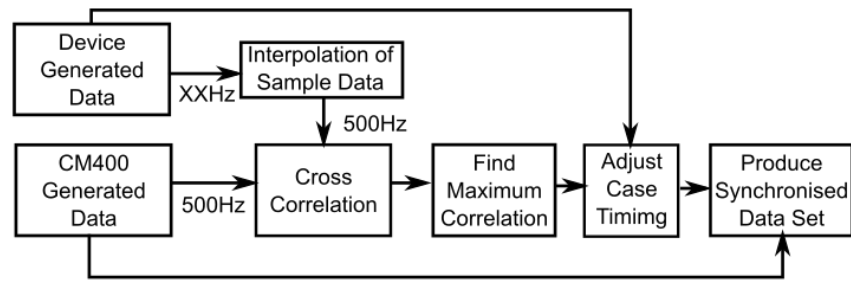 Device
Generated
Data
XXHz
Interpolation of
Sample Data
500Hz
CM400
Generated
Data
500Hz
Cross
Correlation
Find
Maximum
Correlation
Adjust
Case
Timimg
Produce
Synchronised
Data Set